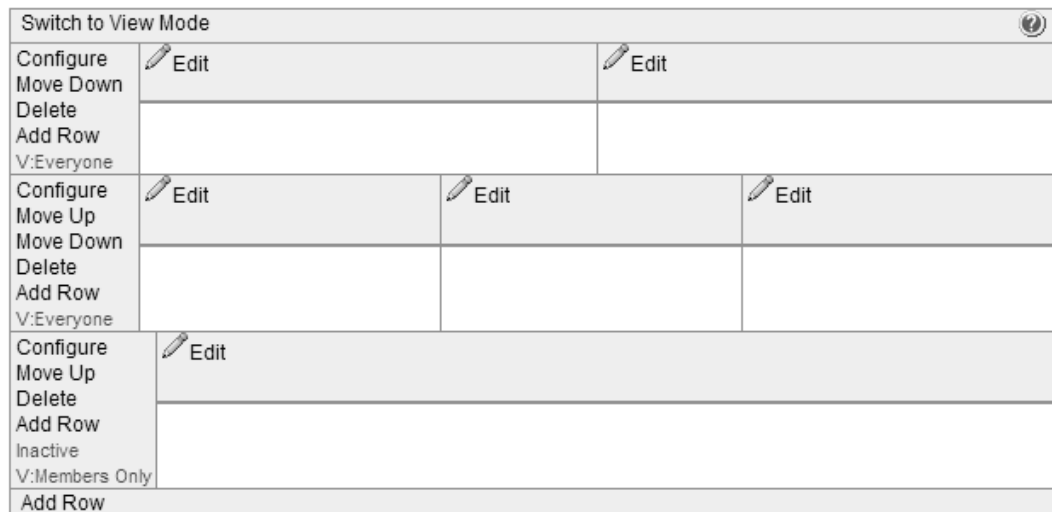 Switch to View Mode ?
Configure Edit Edit
Move Down
Delete
Add Row
V:Everyone
Configure Edit Edit Edit
Move Up
Move Down
Delete
Add Row
V:Everyone
Configure Edit
Move Up
Delete
Add Row
Inactive
V:Members Only
Add Row